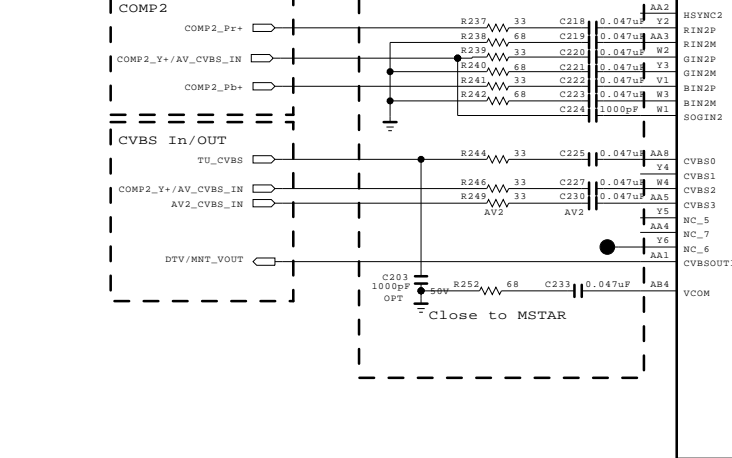 COMP2
AA2 HSYNC2
COMP2_Pr+ R237 33 C218 0.047uF Y2 RIN2P
R238 68 C219 0.047uF AA3 RIN2M
COMP2_Y+/AV_CVBS_IN R239 33 C220 0.047uF W2 GIN2P
R240 68 C221 0.047uF Y3 GIN2M
COMP2_Pb+ R241 33 C222 0.047uF V1 BIN2P
R242 68 C223 0.047uF W3 BIN2M
C224 1000pF W1 SOGIN2
CVBS In/OUT
TU_CVBS R244 33 C225 0.047uF AA8 CVBS0
Y4 CVBS1
COMP2_Y+/AV_CVBS_IN R246 33 C227 0.047uF W4 CVBS2
AV2_CVBS_IN R249 33 C230 0.047uF AA5 CVBS3
AV2 AV2 Y5 NC_5
AA4 NC_7
Y6 NC_6
DTV/MNT_VOUT AA1 CVBSOUT1
C203
1000pF 50V R252 68 C233 0.047uF AB4 VCOM
OPT
Close to MSTAR